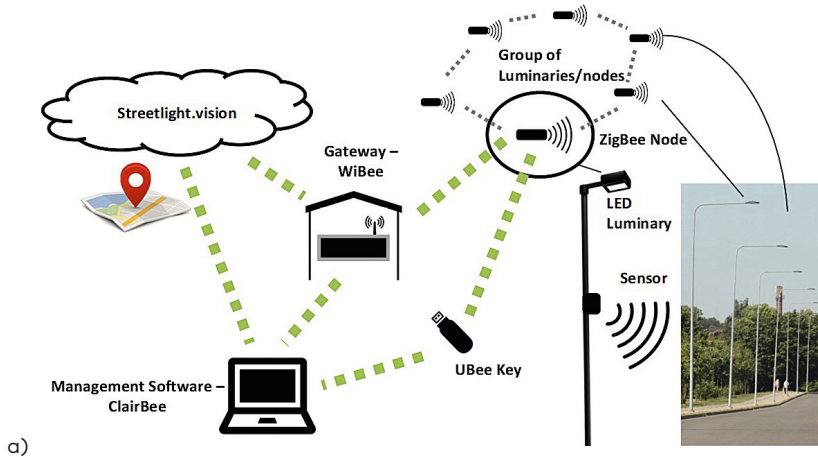 Group of
Luminaries/nodes
Streetlight.vision
ZigBee Node
Gateway –
WiBee
LED
Luminary
Sensor
UBee Key
Management Software –
ClairBee
a)